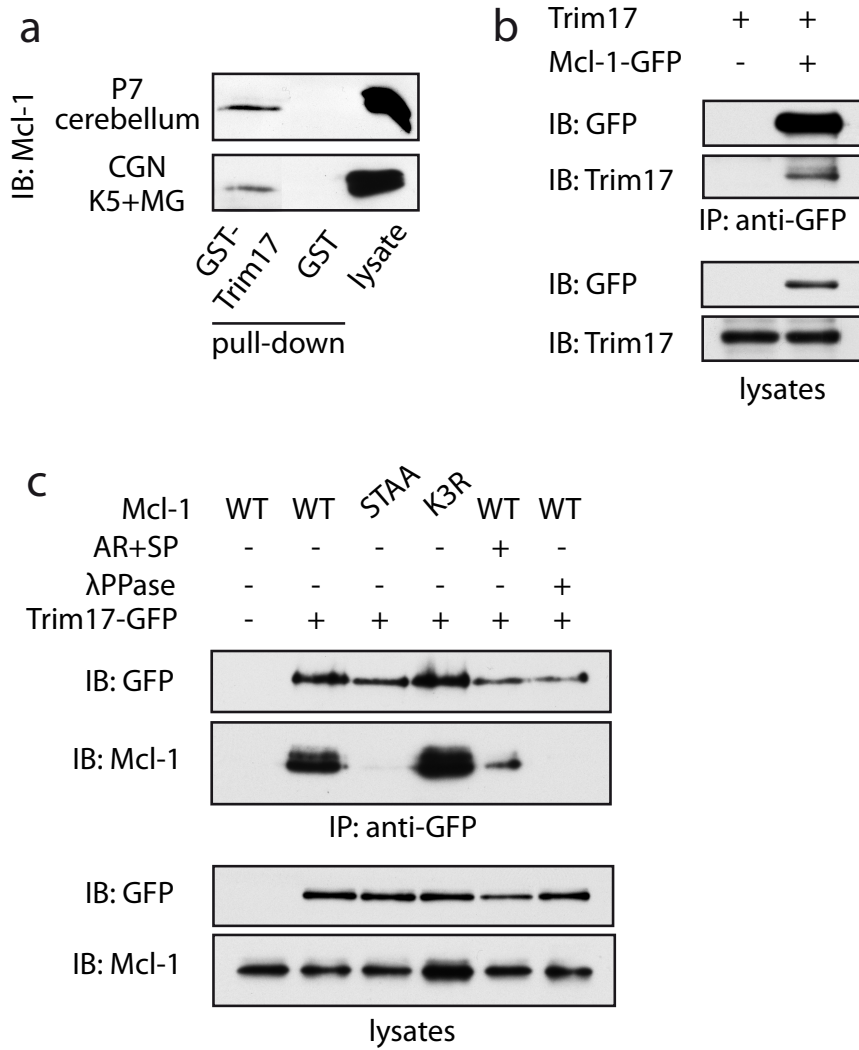 a
IB: Mcl-1
P7
cerebellum
CGN
K5+MG
GST-
Trim17
GST
lysate
pull-down
b
Trim17 + +
Mcl-1-GFP - +
IB: GFP
IB: Trim17
IP: anti-GFP
IB: GFP
IB: Trim17
lysates
c
Mcl-1 WT WT STAA K3R WT WT
AR+SP - - - - + -
λPPase - - - - - +
Trim17-GFP - + + + + +
IB: GFP
IB: Mcl-1
IP: anti-GFP
IB: GFP
IB: Mcl-1
lysates